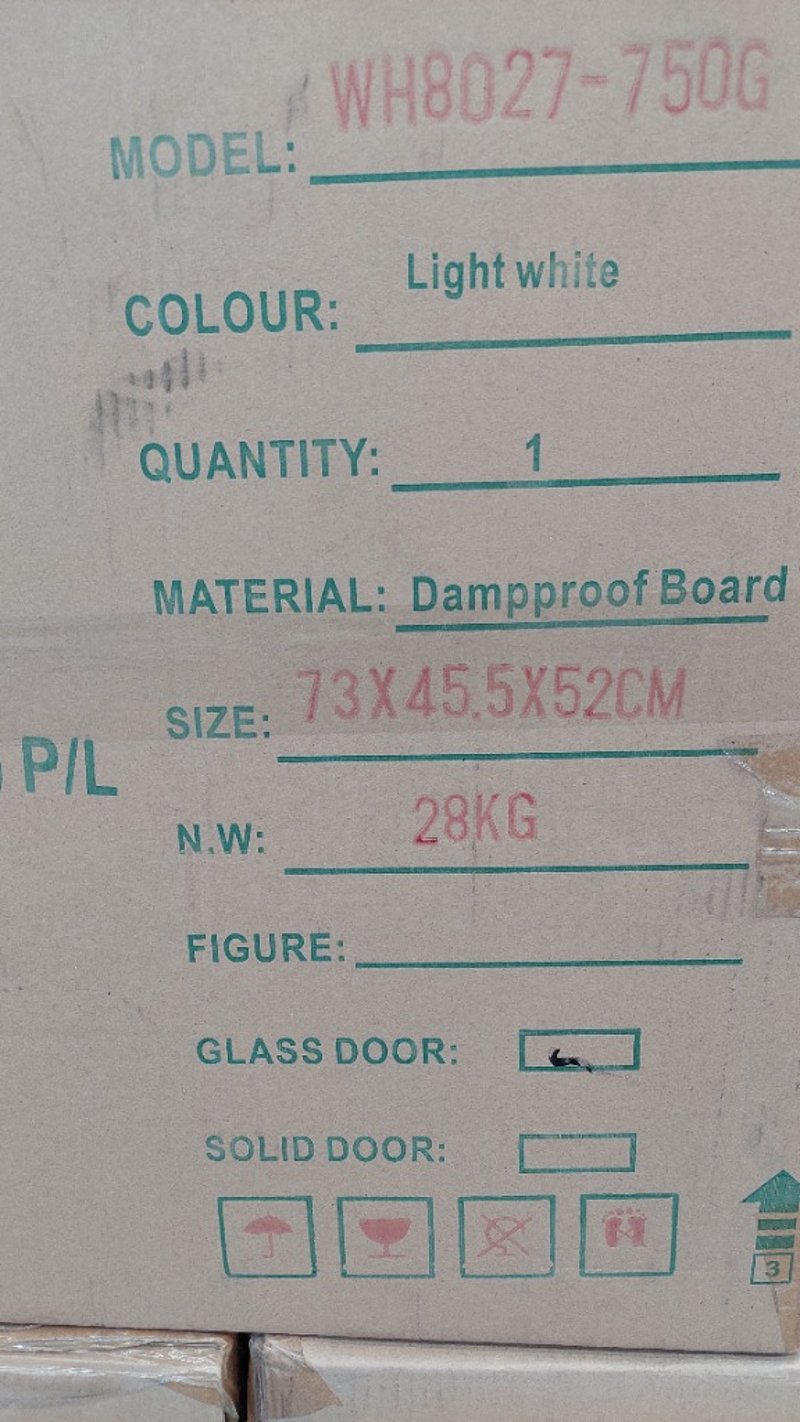 MODEL: WH8027-750G
COLOUR: Light white
QUANTITY: 1
MATERIAL: Dampproof Board
SIZE: 73X45.5X52CM
P/L
N.W: 28KG
FIGURE:
GLASS DOOR:
SOLID DOOR:
3